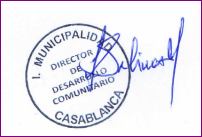 I. MUNICIPALIDAD
DIRECTOR
DE
DESARROLLO
COMUNITARIO
CASABLANCA